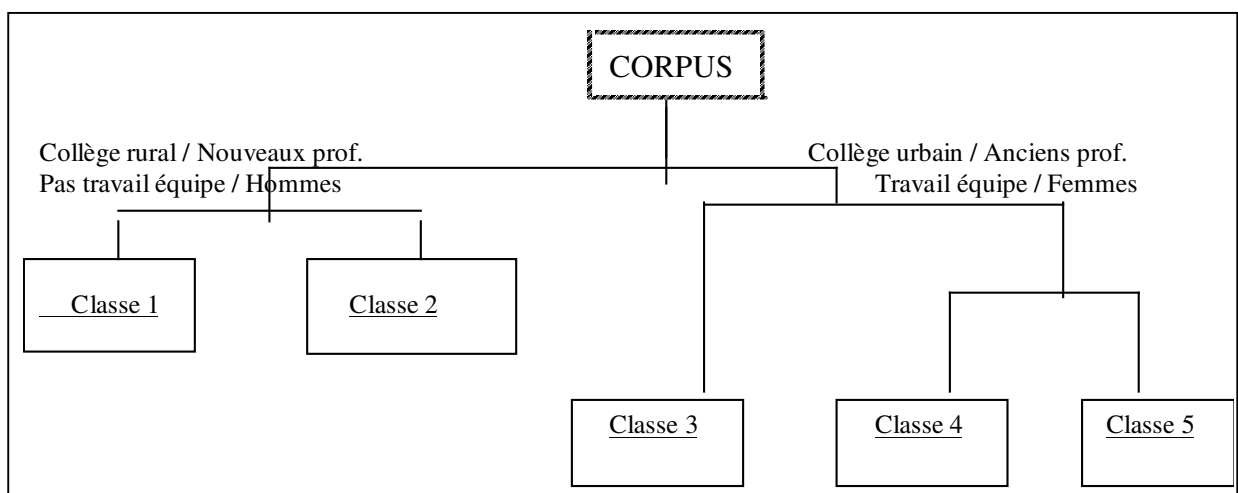 CORPUS
Collège rural / Nouveaux prof.
Pas travail équipe / Hommes
Collège urbain / Anciens prof.
Travail équipe / Femmes
Classe 1
Classe 2
Classe 3
Classe 4
Classe 5